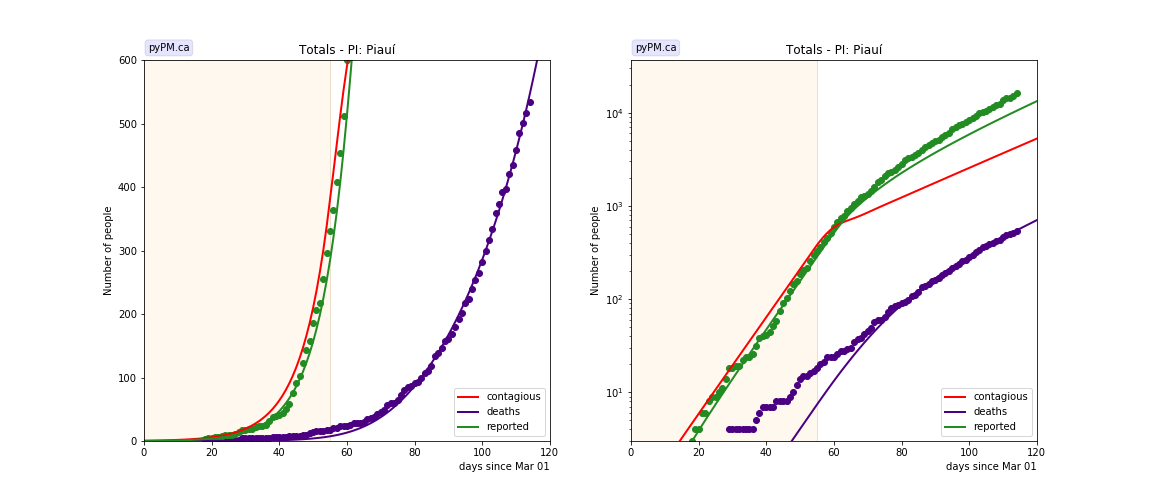 pyPM.ca
Totals - PI: Piauí
Number of people
600
500
400
300
200
100
0
0 20 40 60 80 100 120
days since Mar 01
contagious
deaths
reported
pyPM.ca
Totals - PI: Piauí
Number of people
10⁴
10³
10²
10¹
0 20 40 60 80 100 120
days since Mar 01
contagious
deaths
reported